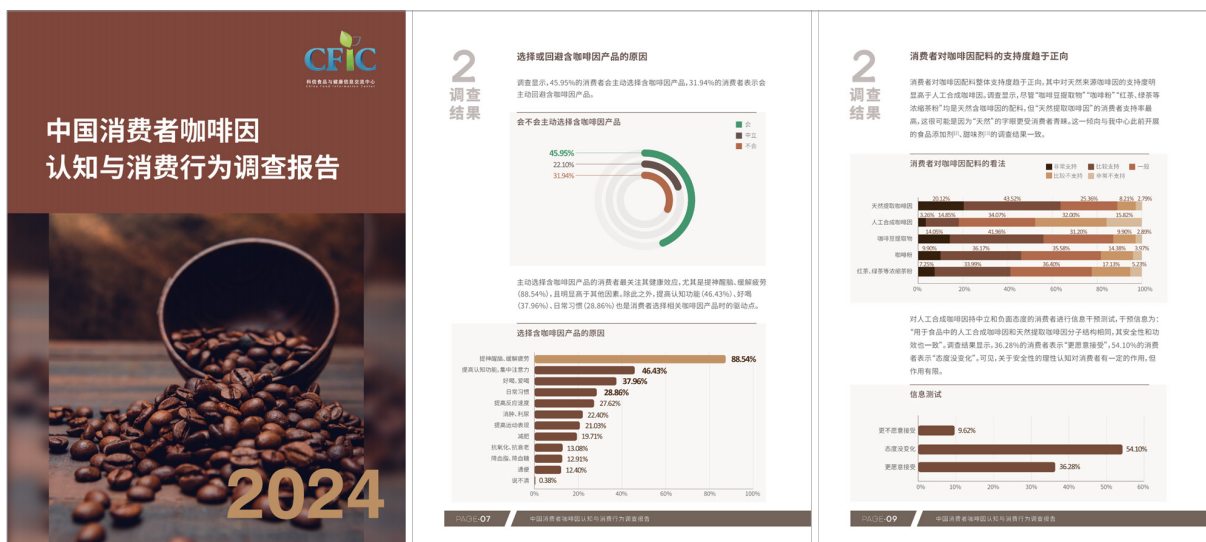 CFIC
科信食品与健康信息交流中心
China Food Information Center
中国消费者咖啡因
认知与消费行为调查报告
2024
2
调查
结果
选择或回避含咖啡因产品的原因
调查显示,45.95%的消费者会主动选择含咖啡因产品,31.94%的消费者表示会
主动回避含咖啡因产品。
会不会主动选择含咖啡因产品
会
中立
不会
45.95%
22.10%
31.94%
主动选择含咖啡因产品的消费者最关注其健康效应,尤其是提神醒脑、缓解疲劳
(88.54%),且明显高于其他因素。除此之外,提高认知功能(46.43%)、好喝
(37.96%)、日常习惯(28.86%)也是消费者选择相关咖啡因产品时的驱动点。
选择含咖啡因产品的原因
提神醒脑、缓解疲劳 88.54%
提高认知功能,集中注意力 46.43%
好喝、爱喝 37.96%
日常习惯 28.86%
提高反应速度 27.62%
消肿、利尿 22.40%
提高运动表现 21.03%
减肥 19.71%
抗氧化、抗衰老 13.08%
降血脂、降血糖 12.91%
通便 12.40%
说不清 0.38%
0% 20% 40% 60% 80% 100%
PAGE-07 中国消费者咖啡因认知与消费行为调查报告
2
调查
结果
消费者对咖啡因配料的支持度趋于正向
消费者对咖啡因配料整体支持度趋于正向,其中对天然来源咖啡因的支持度明
显高于人工合成咖啡因。调查显示,尽管“咖啡豆提取物”“咖啡粉”“红茶、绿茶等
浓缩茶粉”均是天然含咖啡因的配料,但“天然提取咖啡因”的消费者支持率最
高,这很可能是因为“天然”的字眼更受消费者青睐。这一倾向与我中心此前开展
的食品添加剂[2]、甜味剂[3]的调查结果一致。
消费者对咖啡因配料的看法
非常支持 比较支持 一般
比较不支持 非常不支持
20.12% 43.52% 25.36% 8.21% 2.79%
天然提取咖啡因
3.26% 14.85% 34.07% 32.00% 15.82%
人工合成咖啡因
14.05% 41.96% 31.20% 9.90% 2.89%
咖啡豆提取物
9.90% 36.17% 35.58% 14.38% 3.97%
咖啡粉
7.25% 33.99% 36.40% 17.13% 5.23%
红茶、绿茶等浓缩茶粉
0% 20% 40% 60% 80% 100%
对人工合成咖啡因持中立和负面态度的消费者进行信息干预测试,干预信息为:
“用于食品中的人工合成咖啡因和天然提取咖啡因分子结构相同,其安全性和功
效也一致”。调查结果显示,36.28%的消费者表示“更愿意接受”,54.10%的消费
者表示“态度没变化”。可见,关于安全性的理性认知对消费者有一定的作用,但
作用有限。
信息测试
更不愿意接受 9.62%
态度没变化 54.10%
更愿意接受 36.28%
0% 10% 20% 30% 40% 50% 60%
PAGE-09 中国消费者咖啡因认知与消费行为调查报告